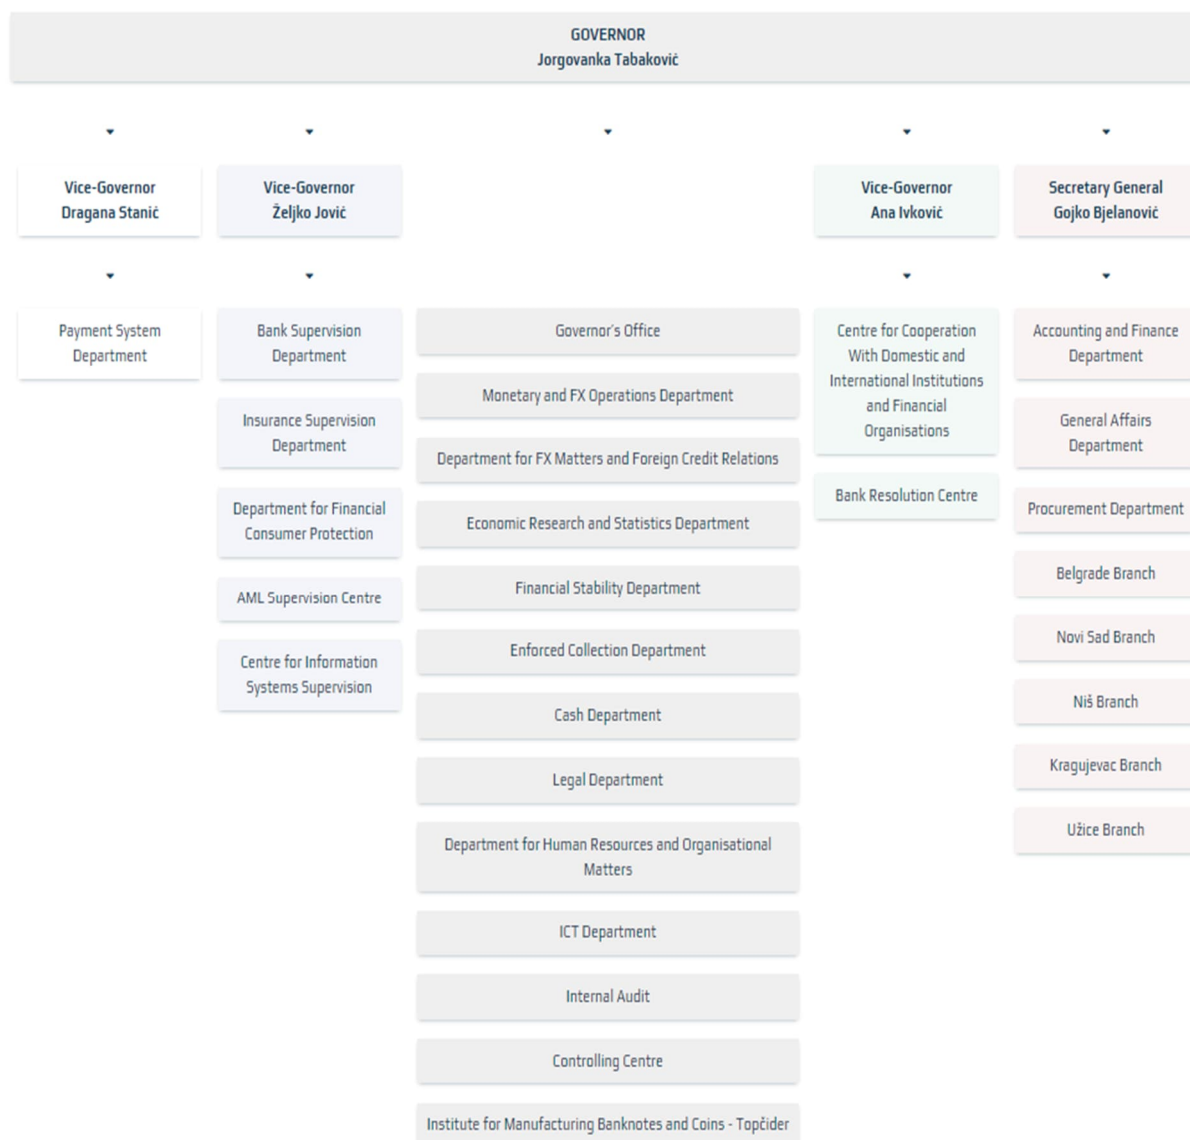 GOVERNOR
Jorgovanka Tabaković
Vice-Governor
Dragana Stanić
Payment System
Department
Vice-Governor
Željko Jović
Bank Supervision
Department
Insurance Supervision
Department
Department for Financial
Consumer Protection
AML Supervision Centre
Centre for Information
Systems Supervision
Governor's Office
Monetary and FX Operations Department
Department for FX Matters and Foreign Credit Relations
Economic Research and Statistics Department
Financial Stability Department
Enforced Collection Department
Cash Department
Legal Department
Department for Human Resources and Organisational
Matters
ICT Department
Internal Audit
Controlling Centre
Institute for Manufacturing Banknotes and Coins - Topčider
Vice-Governor
Ana Ivković
Centre for Cooperation
With Domestic and
International Institutions
and Financial
Organisations
Bank Resolution Centre
Secretary General
Gojko Bjelanović
Accounting and Finance
Department
General Affairs
Department
Procurement Department
Belgrade Branch
Novi Sad Branch
Niš Branch
Kragujevac Branch
Užice Branch